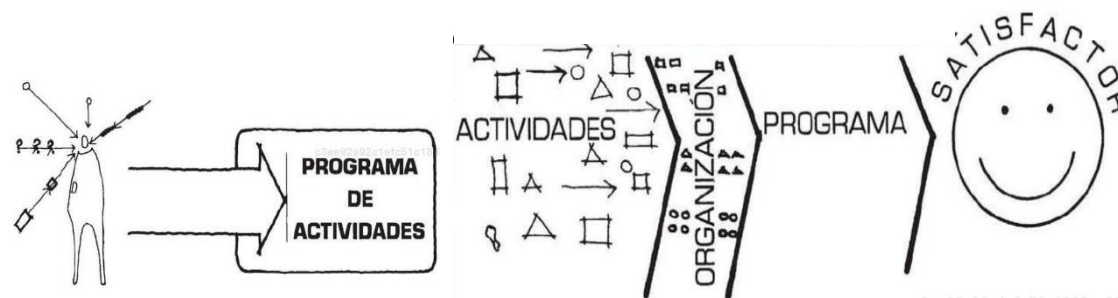 PROGRAMA
DE
ACTIVIDADES
ACTIVIDADES
ORGANIZACIÓN
PROGRAMA
SATISFACTOR